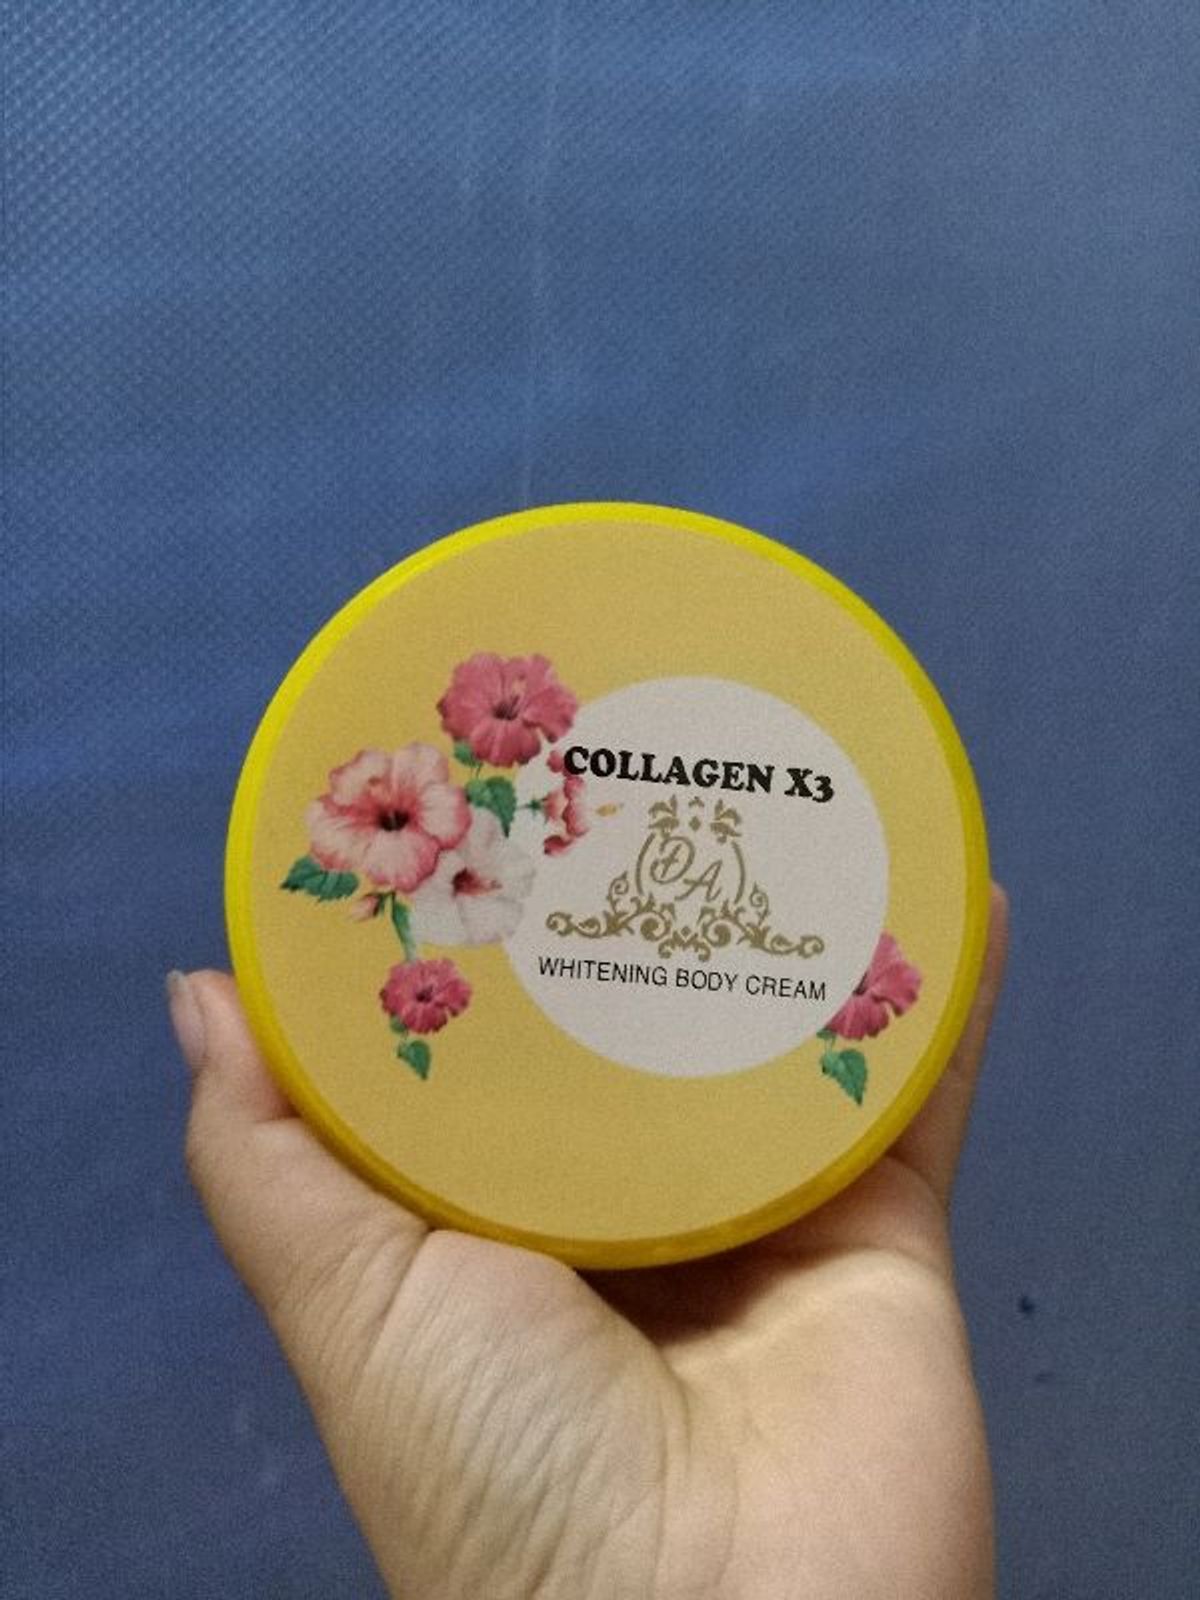 COLLAGEN X3
DA
WHITENING BODY CREAM